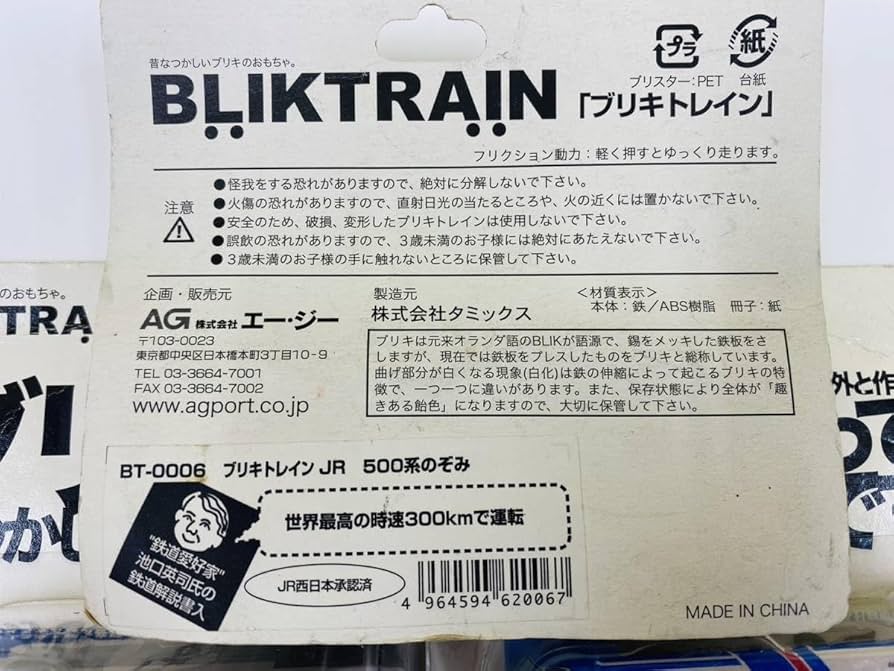 昔なつかしいブリキのおもちゃ。
BLIKTRAIN
プラ
紙
ブリスター：PET 台紙
「ブリキトレイン」
フリクション動力：軽く押すとゆっくり走ります。
注意
●怪我をする恐れがありますので、絶対に分解しないで下さい。
●火傷の恐れがありますので、直射日光の当たるところや、火の近くには置かないで下さい。
●安全のため、破損、変形したブリキトレインは使用しないで下さい。
●誤飲の恐れがありますので、３歳未満のお子様には絶対にあたえないで下さい。
●３歳未満のお子様の手に触れないところに保管して下さい。
企画・販売元
AG 株式会社 エー・ジー
〒103-0023
東京都中央区日本橋本町3丁目10-9
TEL 03-3664-7001
FAX 03-3664-7002
www.agport.co.jp
製造元
株式会社タミックス
＜材質表示＞
本体：鉄／ABS樹脂 冊子：紙
ブリキは元来オランダ語のBLIKが語源で、錫をメッキした鉄板をさ
しますが、現在では鉄板をプレスしたものをブリキと総称しています。
曲げ部分が白くなる現象(白化)は鉄の伸縮によって起こるブリキの特
徴で、一つ一つに違いがあります。また、保存状態により全体が「趣
きある飴色」になりますので、大切に保管して下さい。
BT-0006 ブリキトレイン JR 500系のぞみ
世界最高の時速300kmで運転
"鉄道愛好家"
池口英司氏の
鉄道解説書入
JR西日本承認済
4 964594 620067
MADE IN CHINA
のおもちゃ。
TRA
ブリ
かし
外と作
で